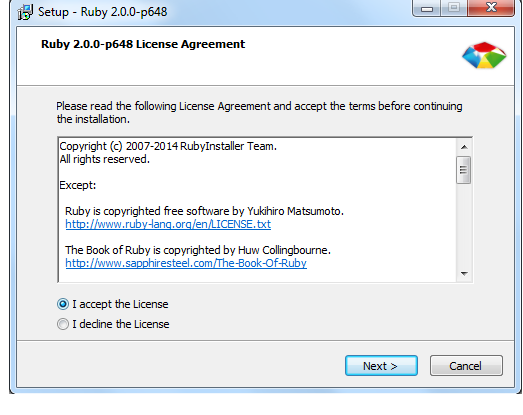 Setup - Ruby 2.0.0-p648
Ruby 2.0.0-p648 License Agreement
Please read the following License Agreement and accept the terms before continuing
the installation.
Copyright (c) 2007-2014 RubyInstaller Team.
All rights reserved.
Except:
Ruby is copyrighted free software by Yukihiro Matsumoto.
http://www.ruby-lang.org/en/LICENSE.txt
The Book of Ruby is copyrighted by Huw Collingbourne.
http://www.sapphiresteel.com/The-Book-Of-Ruby
I accept the License
I decline the License
Next >
Cancel